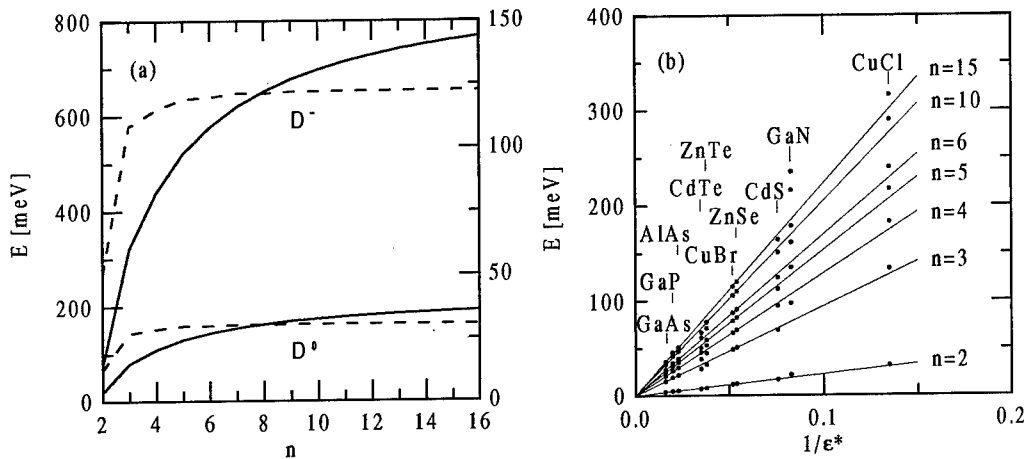 (a)
800
600
400
200
0
E [meV]
150
100
50
0
E [meV]
D⁻
D⁰
2 4 6 8 10 12 14 16
n
(b)
400
300
200
100
0
CuCl
GaN
ZnTe
CdTe
CdS
ZnSe
AlAs
CuBr
GaP
GaAs
n=15
n=10
n=6
n=5
n=4
n=3
n=2
0.0 0.1 0.2
1/ε*